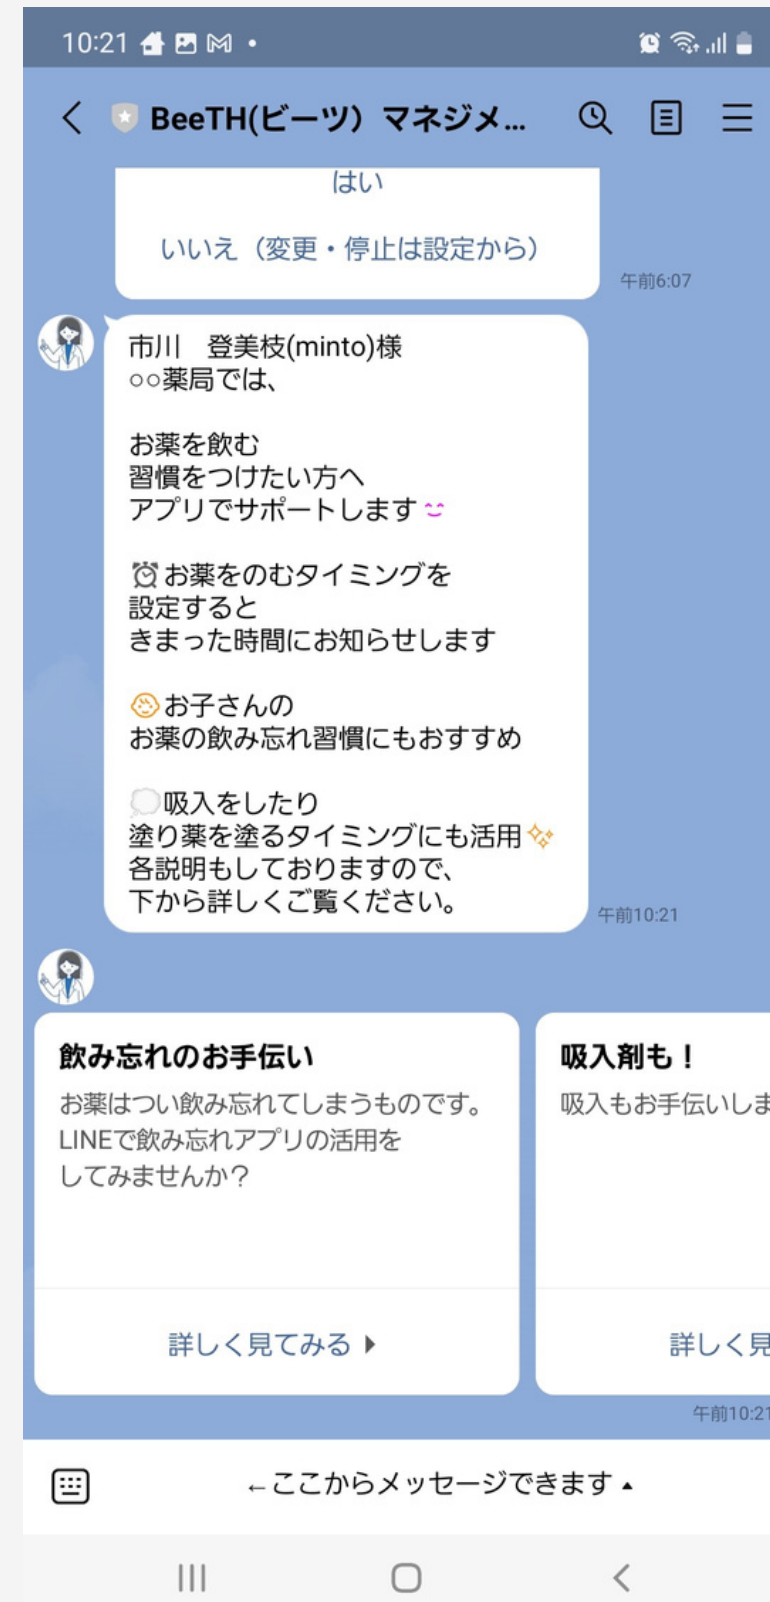 10:21
BeeTH(ビーツ）マネジメ...
はい
いいえ（変更・停止は設定から）
午前6:07
市川　登美枝(minto)様
○○薬局では、
お薬を飲む
習慣をつけたい方へ
アプリでサポートします
お薬をのむタイミングを
設定すると
きまった時間にお知らせします
お子さんの
お薬の飲み忘れ習慣にもおすすめ
吸入をしたり
塗り薬を塗るタイミングにも活用
各説明もしておりますので、
下から詳しくご覧ください。
午前10:21
飲み忘れのお手伝い
お薬はつい飲み忘れてしまうものです。
LINEで飲み忘れアプリの活用を
してみませんか？
詳しく見てみる
吸入剤も！
吸入もお手伝いしま
詳しく見
午前10:21
←ここからメッセージできます